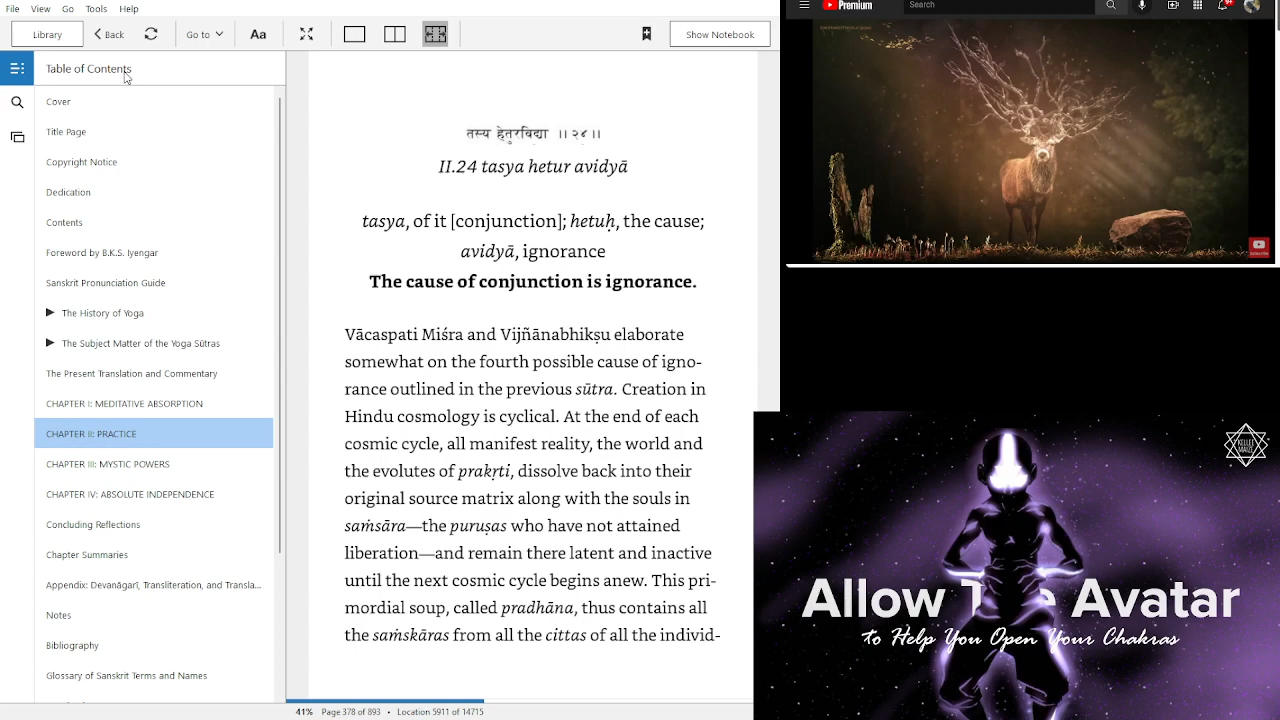 File View Go Tools Help
Library Back Go to Aa Show Notebook
Table of Contents
Cover
Title Page
Copyright Notice
Dedication
Contents
Foreword by B.K.S. Iyengar
Sanskrit Pronunciation Guide
The History of Yoga
The Subject Matter of the Yoga Sūtras
The Present Translation and Commentary
CHAPTER I: MEDITATIVE ABSORPTION
CHAPTER II: PRACTICE
CHAPTER III: MYSTIC POWERS
CHAPTER IV: ABSOLUTE INDEPENDENCE
Concluding Reflections
Chapter Summaries
Appendix: Devanāgarī, Transliteration, and Transla...
Notes
Bibliography
Glossary of Sanskrit Terms and Names
तस्य हेतुरविद्या ।। २४ ।।
II.24 tasya hetur avidyā
tasya, of it [conjunction]; hetuḥ, the cause;
avidyā, ignorance
The cause of conjunction is ignorance.
Vācaspati Miśra and Vijñānabhikṣu elaborate
somewhat on the fourth possible cause of igno-
rance outlined in the previous sūtra. Creation in
Hindu cosmology is cyclical. At the end of each
cosmic cycle, all manifest reality, the world and
the evolutes of prakṛti, dissolve back into their
original source matrix along with the souls in
saṁsāra—the puruṣas who have not attained
liberation—and remain there latent and inactive
until the next cosmic cycle begins anew. This pri-
mordial soup, called pradhāna, thus contains all
the saṁskāras from all the cittas of all the individ-
41% Page 378 of 893 • Location 5911 of 14715
Premium Search 9+
Subscribe
Allow The Avatar
to Help You Open Your Chakras